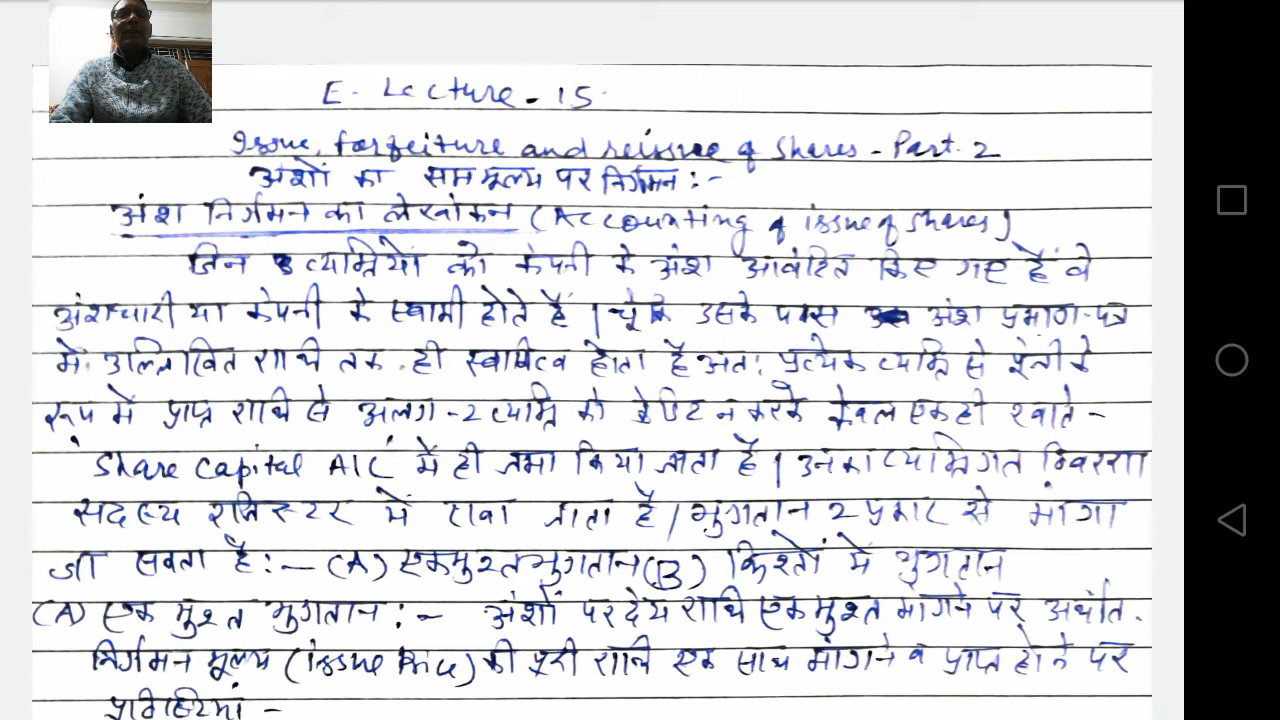 E. Lecture - 15.
Issue, forfeiture and reissue of Shares - Part. 2
अंशों का सममूल्य पर निर्गमन :-
अंश निर्गमन का लेखांकन (Accounting of issue of shares)
जिन व्यक्तियों को कंपनी के अंश आवंटित किए गए हैं वे
अंशधारी या कंपनी के स्वामी होते हैं | चूंकि उसके पास अंश प्रमाण-पत्र
में उल्लिखित राशि तक ही स्वामित्व होता है अतः प्रत्येक व्यक्ति से पूंजी के
रूप में प्राप्त राशि से अलग-2 व्यक्ति को क्रेडिट न करके केवल एक ही खाते -
Share Capital A/C में ही जमा किया जाता है | उनका व्यक्तिगत विवरण
सदस्य रजिस्टर में रखा जाता है | भुगतान 2 प्रकार से मांगा
जा सकता है :- (A) एकमुश्त भुगतान (B) किश्तों में भुगतान
(A) एक मुश्त भुगतान :- अंशों पर देय राशि एक मुश्त मांगने पर अर्थात.
निर्गमन मूल्य (issue Price) की पूरी राशि एक साथ मांगने व प्राप्त होने पर
प्रविष्टियां -